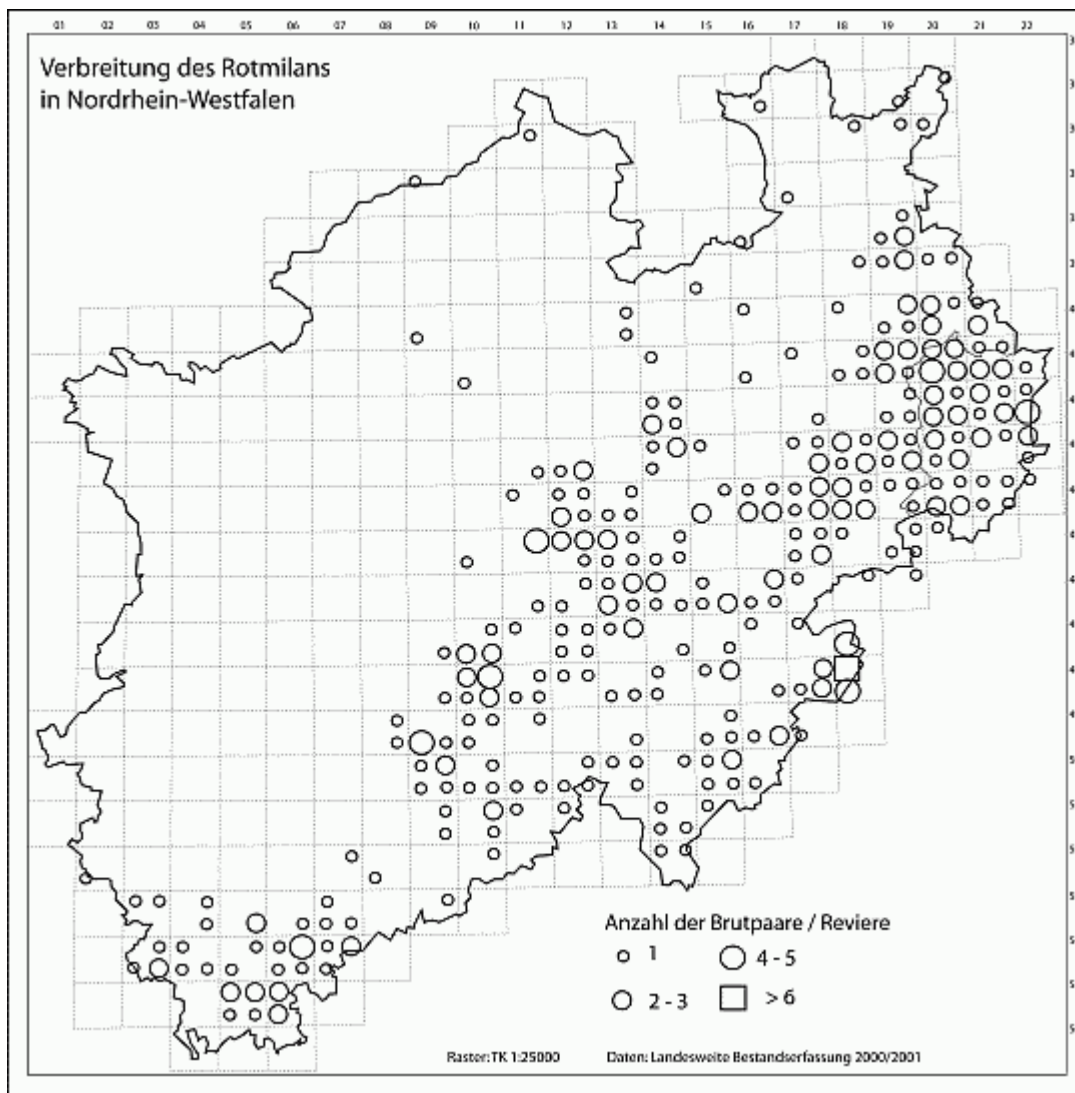 01 02 03 04 05 06 07 08 09 10 11 12 13 14 15 16 17 18 19 20 21 22
Verbreitung des Rotmilans
in Nordrhein-Westfalen
Anzahl der Brutpaare / Reviere
1
4 - 5
2 - 3
> 6
Raster: TK 1:25000
Daten: Landesweite Bestandserfassung 2000/2001